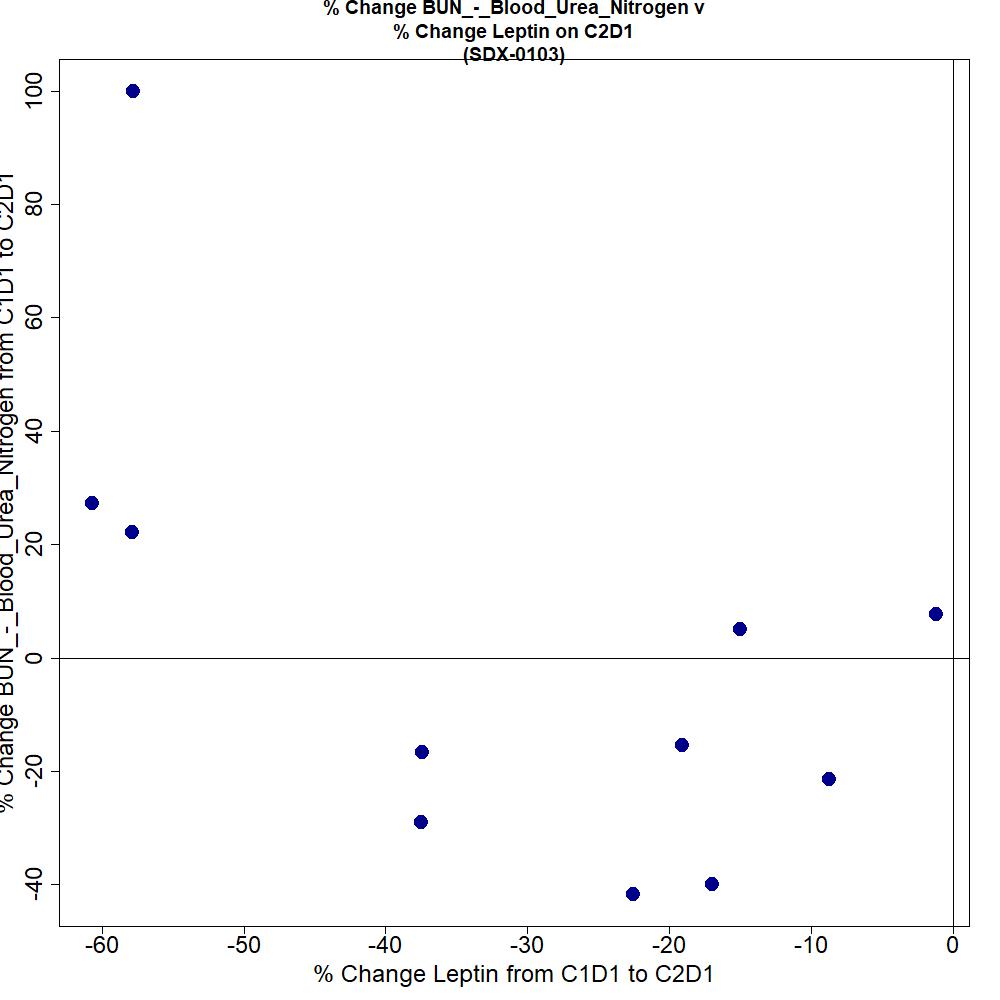 % Change BUN_-_Blood_Urea_Nitrogen v
% Change Leptin on C2D1
(SDX-0103)
% Change BUN_-_Blood_Urea_Nitrogen from C1D1 to C2D1
100
80
60
40
20
0
-20
-40
-60 -50 -40 -30 -20 -10 0
% Change Leptin from C1D1 to C2D1